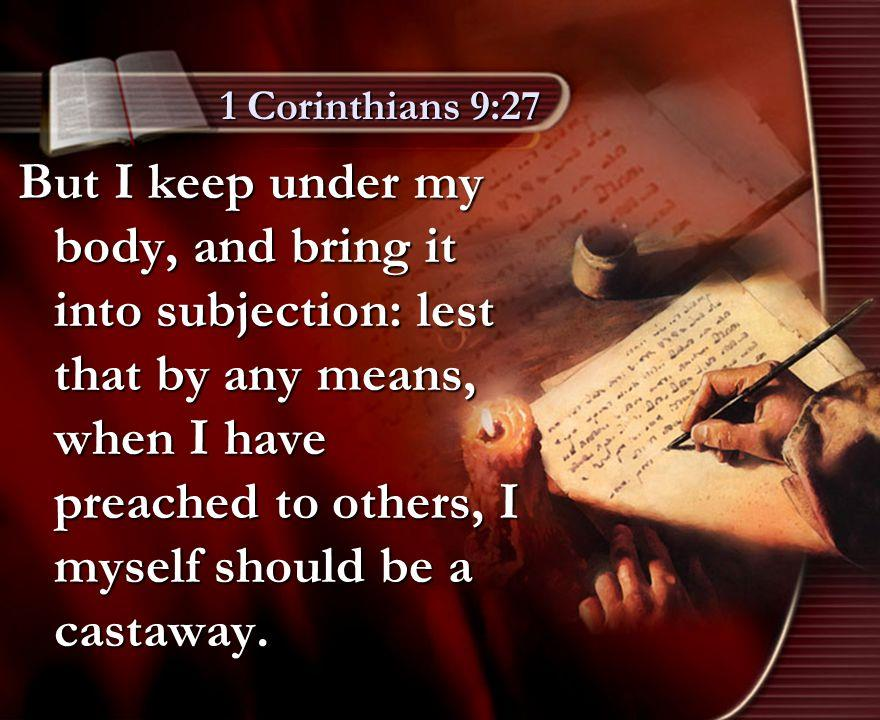 1 Corinthians 9:27
But I keep under my
body, and bring it
into subjection: lest
that by any means,
when I have
preached to others, I
myself should be a
castaway.